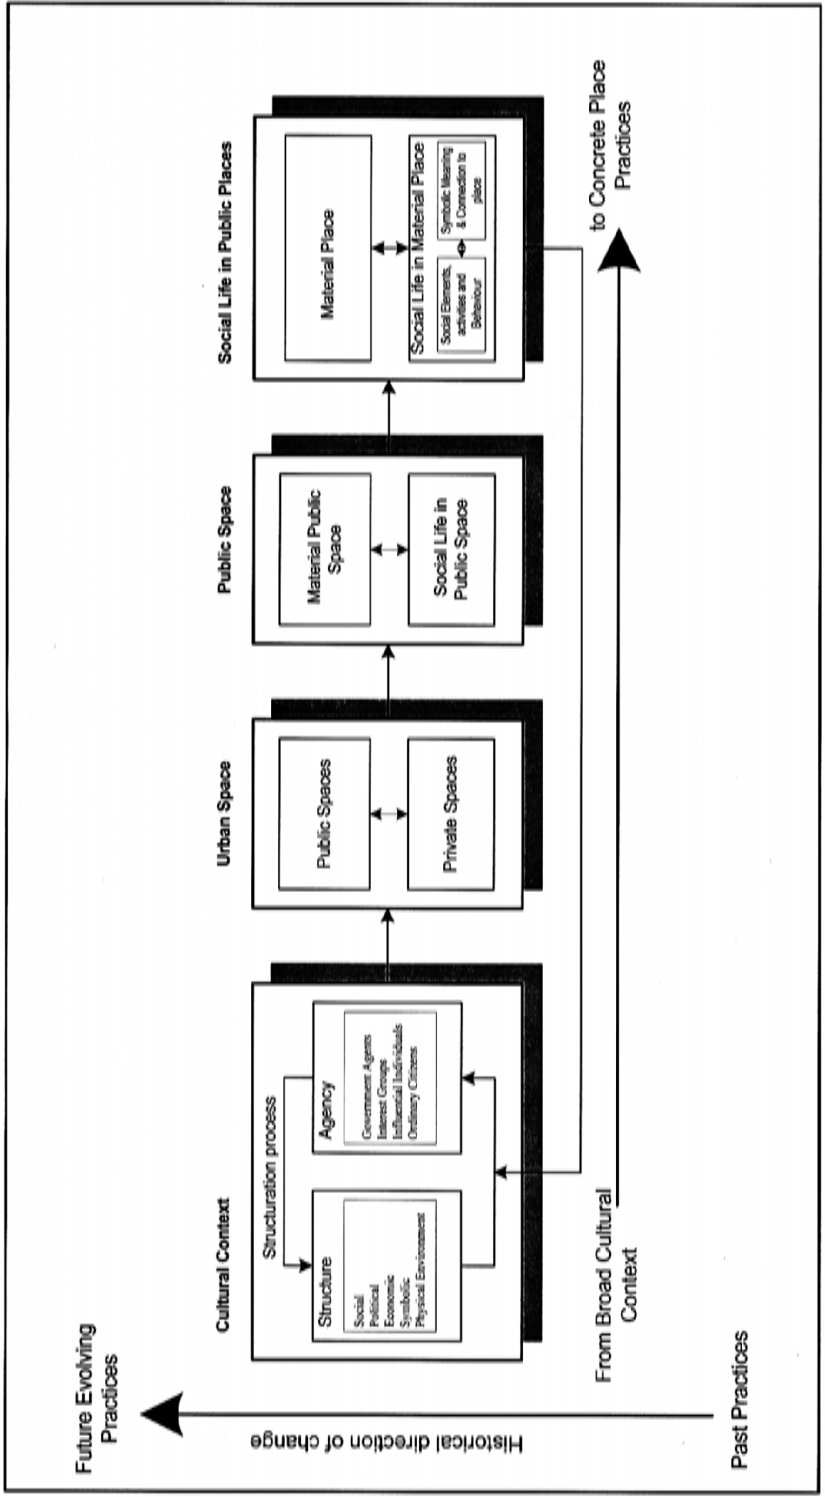 Future Evolving
Practices
Historical direction of change
Past Practices
Cultural Context
Structuration process
Structure
Social
Political
Economic
Symbolic
Physical Environment
Agency
Government Agents
Interest Groups
Influential Individuals
Ordinary Citizens
Urban Space
Public Spaces
Private Spaces
Public Space
Material Public
Space
Social Life in
Public Space
Social Life in Public Places
Material Place
Social Life in Material Place
Social Elements,
activities and
Behaviour
Symbolic Meaning
& Connection to
place
From Broad Cultural
Context
to Concrete Place
Practices